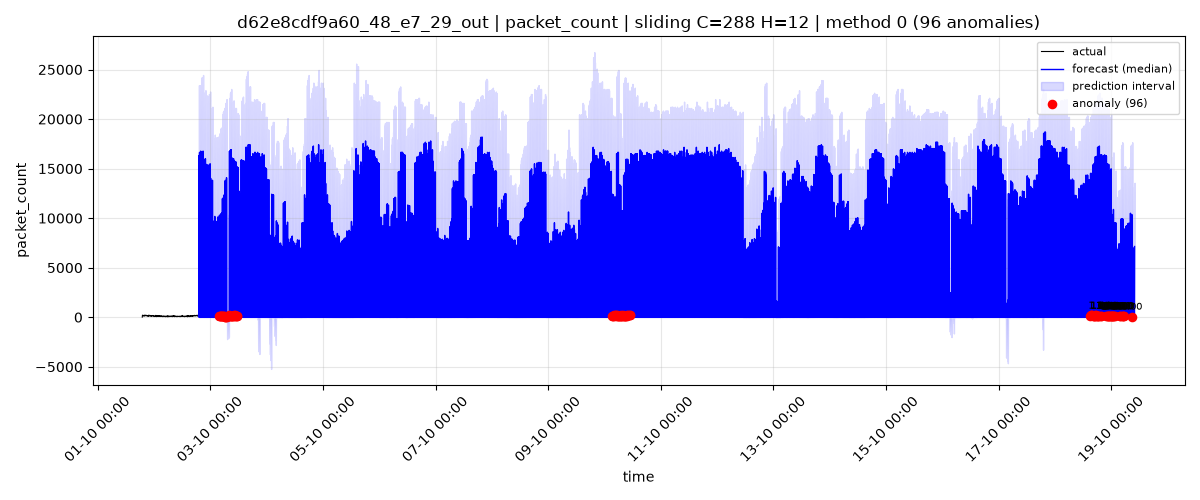 d62e8cdf9a60_48_e7_29_out | packet_count | sliding C=288 H=12 | method 0 (96 anomalies)
actual
forecast (median)
prediction interval
anomaly (96)
packet_count
25000
20000
15000
10000
5000
0
−5000
01-10 00:00
03-10 00:00
05-10 00:00
07-10 00:00
09-10 00:00
11-10 00:00
13-10 00:00
15-10 00:00
17-10 00:00
19-10 00:00
time